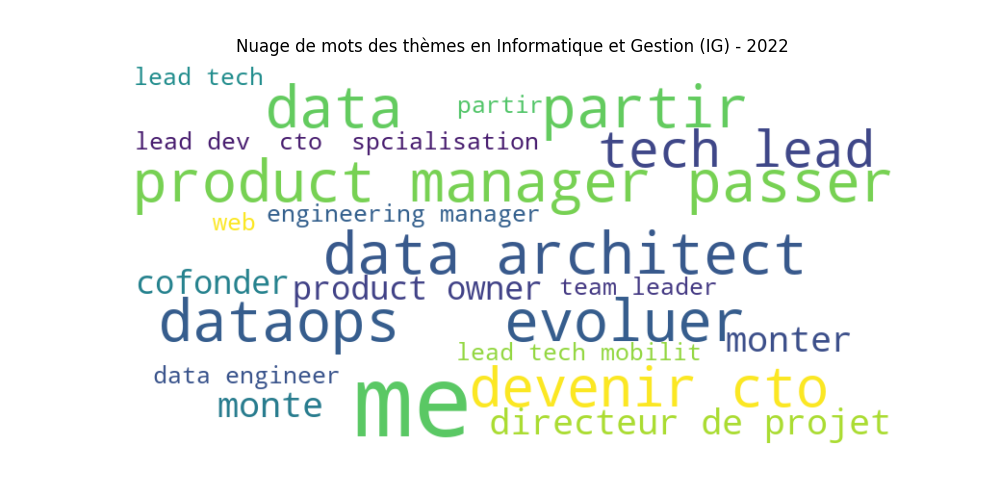 Nuage de mots des thèmes en Informatique et Gestion (IG) - 2022
lead tech
data
partir
partir
lead dev  cto  spcialisation
tech lead
product manager passer
web
engineering manager
data architect
cofonder
product owner
team leader
dataops
evoluer
monter
lead tech mobilit
data engineer
monte
me
devenir cto
directeur de projet